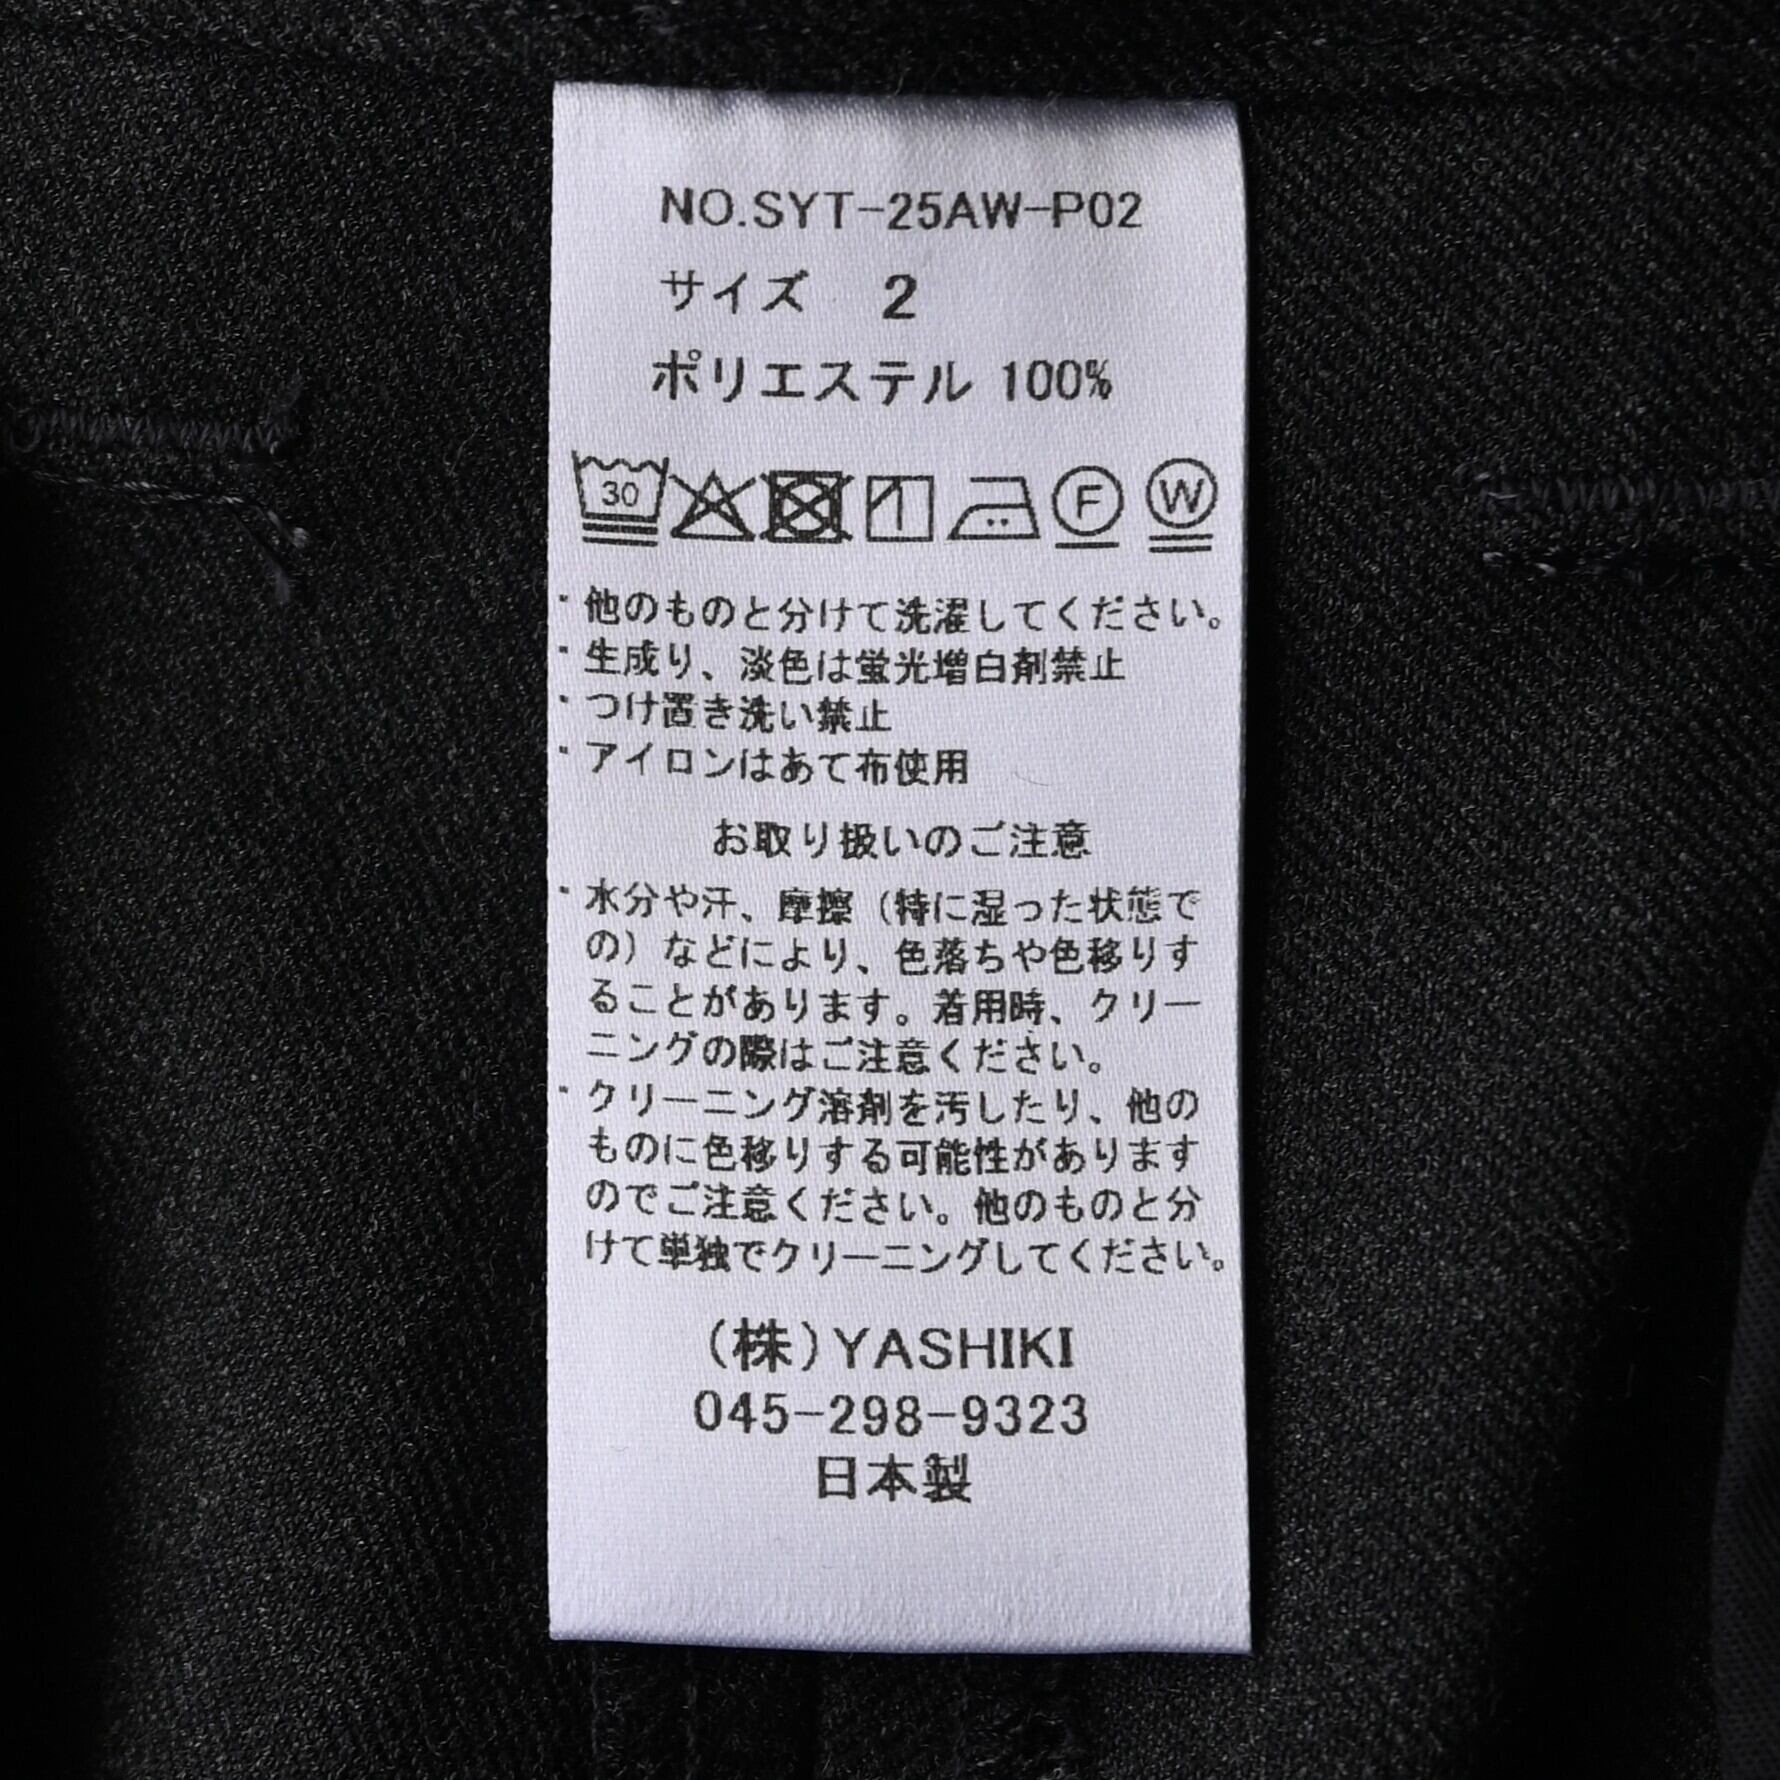 NO.SYT-25AW-P02
サイズ 2
ポリエステル 100%
30 F W
・他のものと分けて洗濯してください。
・生成り、淡色は蛍光増白剤禁止
・つけ置き洗い禁止
・アイロンはあて布使用
お取り扱いのご注意
・水分や汗、摩擦（特に湿った状態で
の）などにより、色落ちや色移りす
ることがあります。着用時、クリー
ニングの際はご注意ください。
・クリーニング溶剤を汚したり、他の
ものに色移りする可能性があります
のでご注意ください。他のものと分
けて単独でクリーニングしてください。
(株)YASHIKI
045-298-9323
日本製